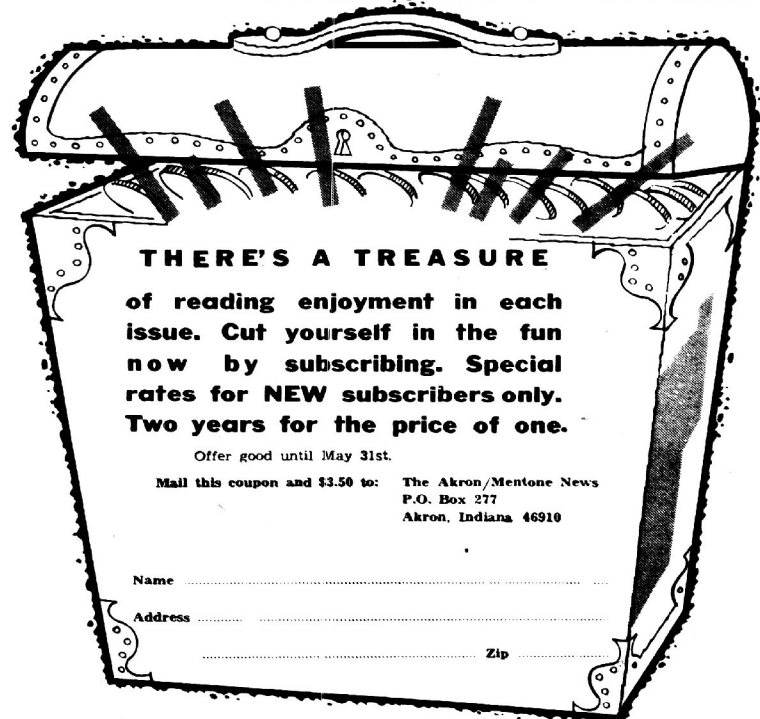 THERE'S A TREASURE
of reading enjoyment in each
issue. Cut yourself in the fun
now by subscribing. Special
rates for NEW subscribers only.
Two years for the price of one.
Offer good until May 31st.
Mail this coupon and $3.50 to: The Akron/Mentone News
P.O. Box 277
Akron, Indiana 46910
Name
Address
Zip